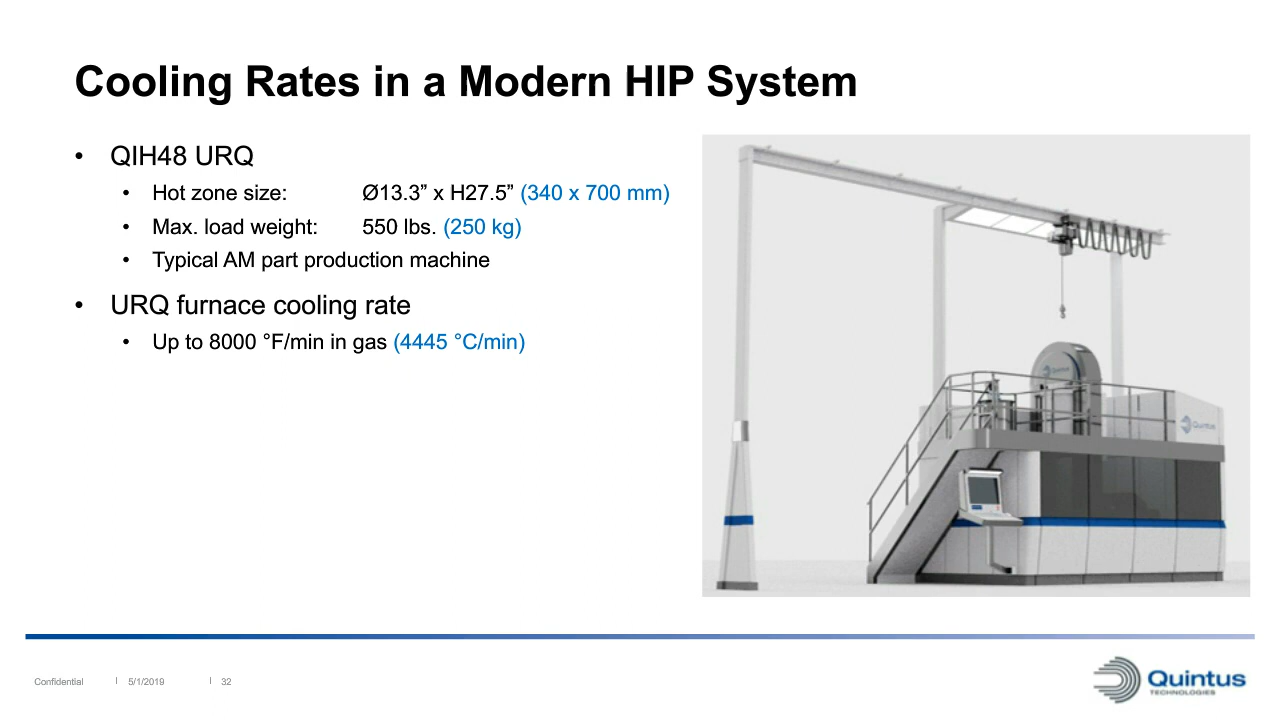 Cooling Rates in a Modern HIP System
• QIH48 URQ
• Hot zone size: Ø13.3” x H27.5” (340 x 700 mm)
• Max. load weight: 550 lbs. (250 kg)
• Typical AM part production machine
• URQ furnace cooling rate
• Up to 8000 °F/min in gas (4445 °C/min)
Quintus
Quintus
Confidential | 5/1/2019 | 32
Quintus
TECHNOLOGIES